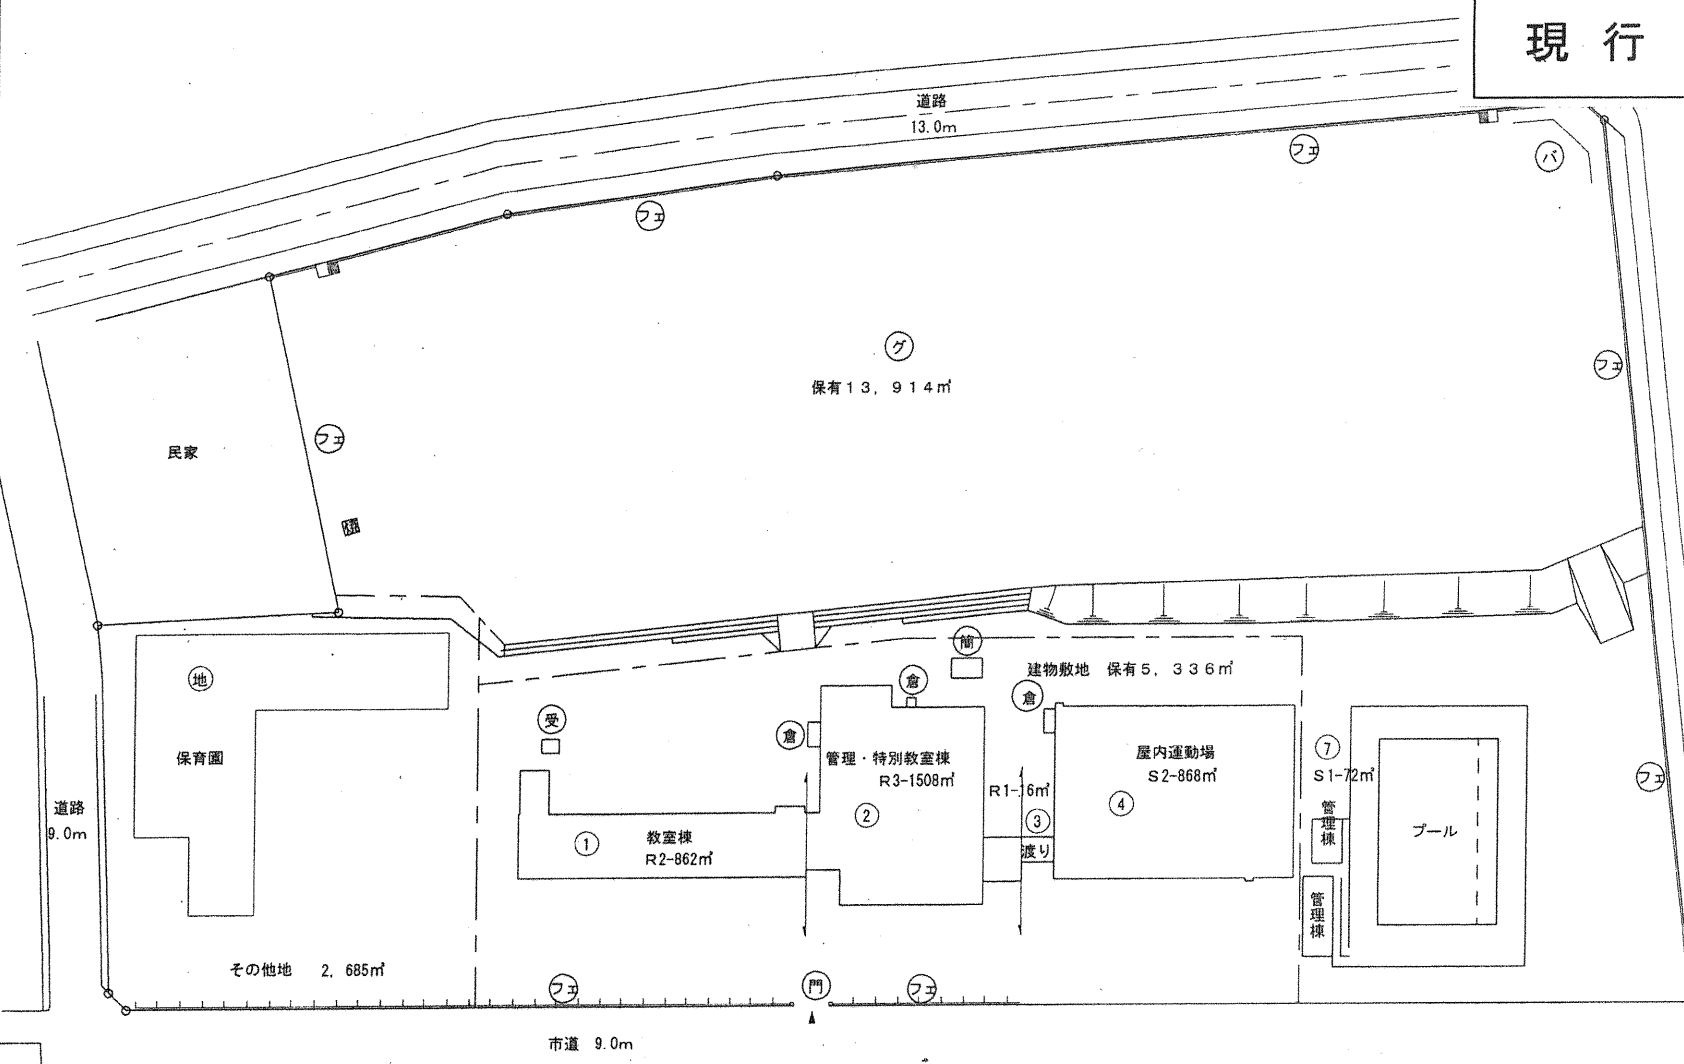 現 行
道路
13.0m
フェ
バ
フェ
グ
保有13,914㎡
フェ
フェ
民家
簡
建物敷地 保有5,336㎡
地
倉
倉
受
倉
保育園
管理・特別教室棟
R3-1508㎡
②
屋内運動場
S2-868㎡
④
⑦
S1-72㎡
フェ
R1-16㎡
③
渡り
管理棟
プール
道路
9.0m
①
教室棟
R2-862㎡
管理棟
その他地 2,685㎡
フェ
門
フェ
市道 9.0m